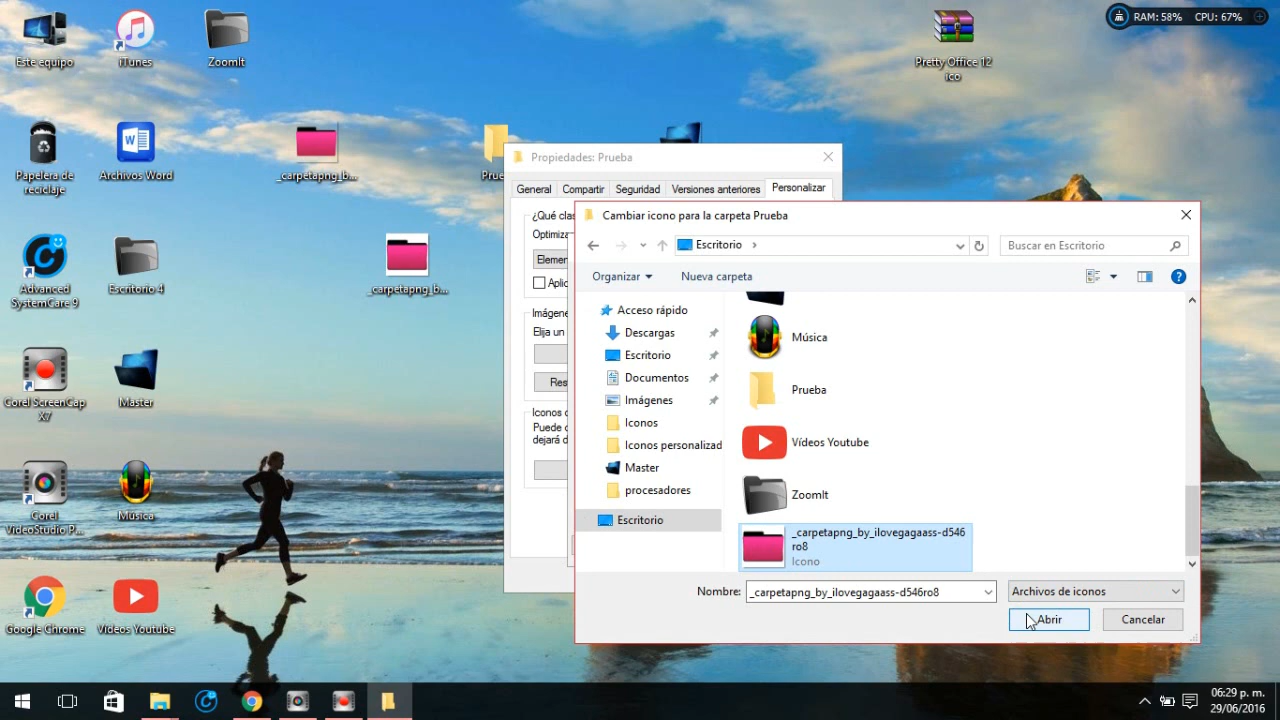 Este equipo
iTunes
ZoomIt
Pretty Office 12
ico
RAM: 58% CPU: 67%
Papelera de
reciclaje
Archivos Word
_carpetapng_b...
Advanced
SystemCare 9
Escritorio 4
_carpetapng_b...
Corel ScreenCap
X7
Master
Corel
VideoStudio P...
Música
Google Chrome
Vídeos Youtube
Propiedades: Prueba
General
Compartir
Seguridad
Versiones anteriores
Personalizar
Cambiar icono para la carpeta Prueba
Escritorio
Buscar en Escritorio
Organizar
Nueva carpeta
Acceso rápido
Descargas
Escritorio
Documentos
Imágenes
Iconos
Iconos personalizad
Master
procesadores
Escritorio
Música
Prueba
Vídeos Youtube
ZoomIt
_carpetapng_by_ilovegagaass-d546
ro8
Icono
Nombre:
_carpetapng_by_ilovegagaass-d546ro8
Archivos de iconos
Abrir
Cancelar
06:29 p. m.
29/06/2016